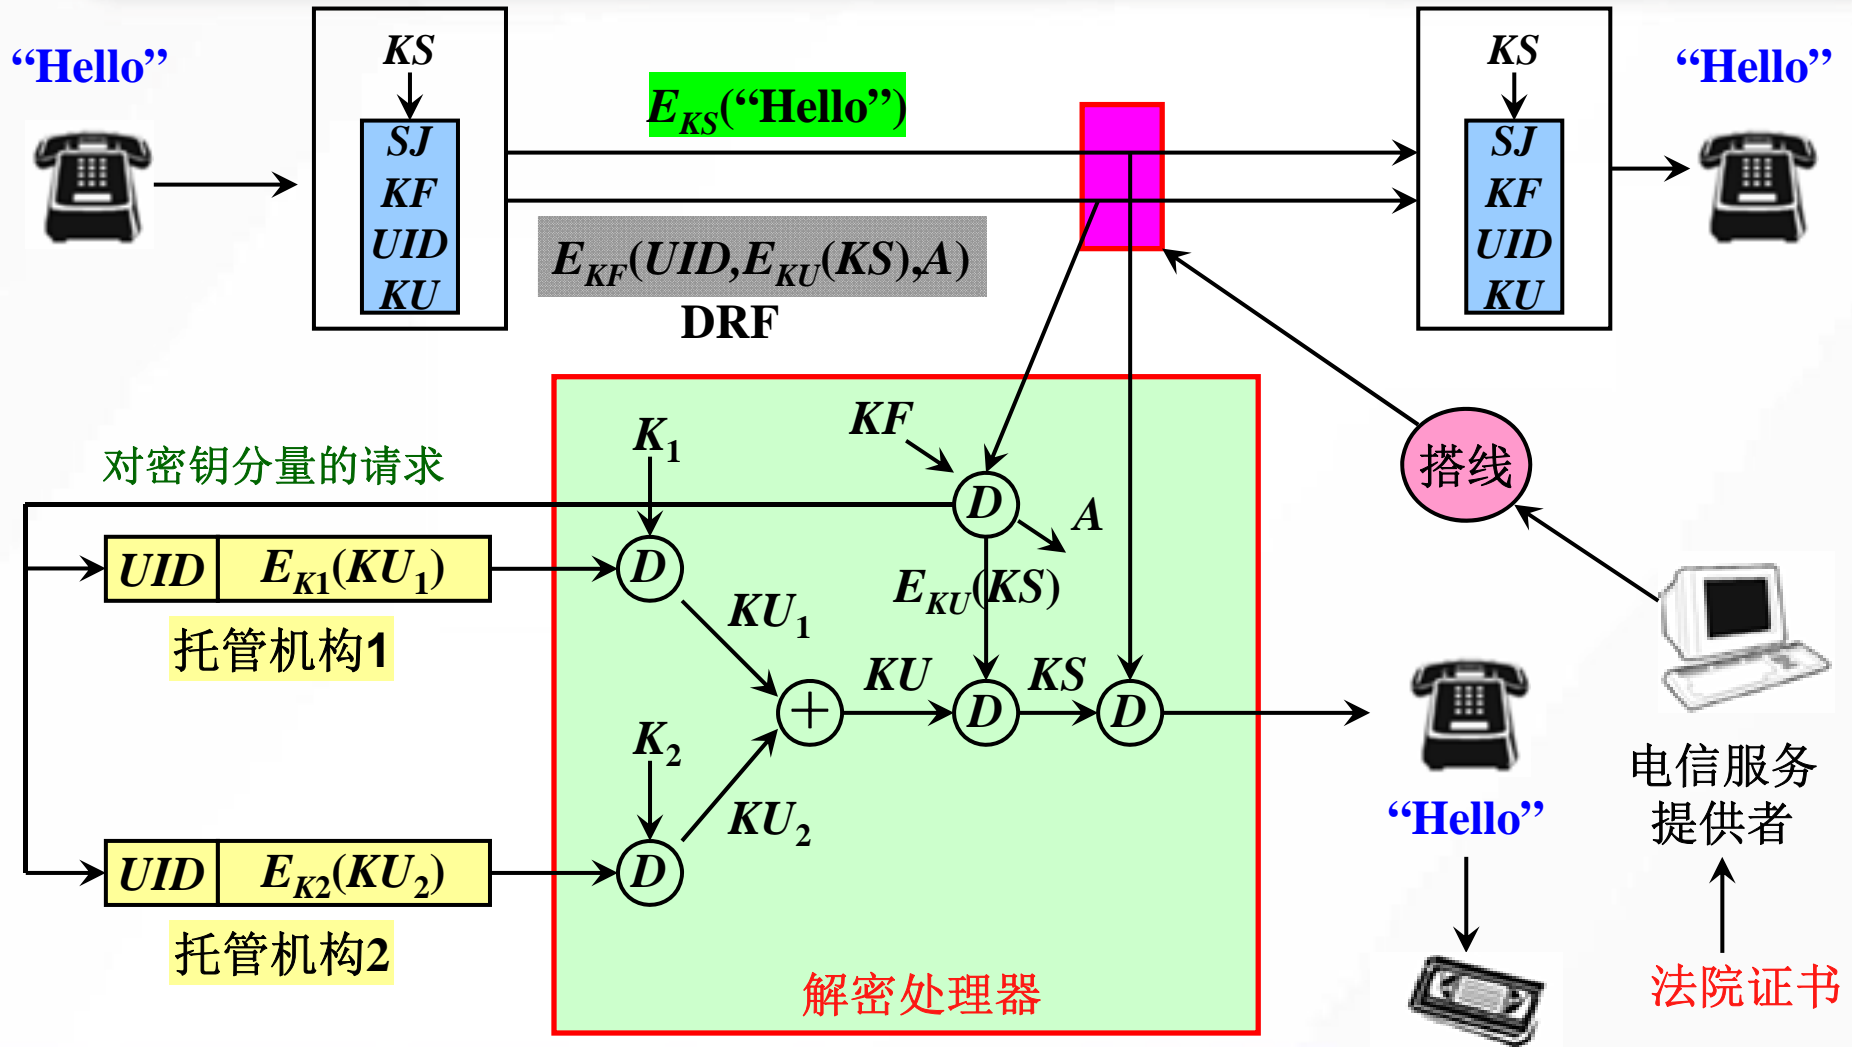 “Hello”
KS
SJ
KF
UID
KU
E_KS(“Hello”)
E_KF(UID,E_KU(KS),A)
DRF
KS
SJ
KF
UID
KU
“Hello”
对密钥分量的请求
K₁
KF
D
A
搭线
UID E_K1(KU₁)
D
托管机构1
KU₁
E_KU(KS)
+
KU
D
KS
D
K₂
KU₂
UID E_K2(KU₂)
D
托管机构2
解密处理器
“Hello”
电信服务
提供者
法院证书